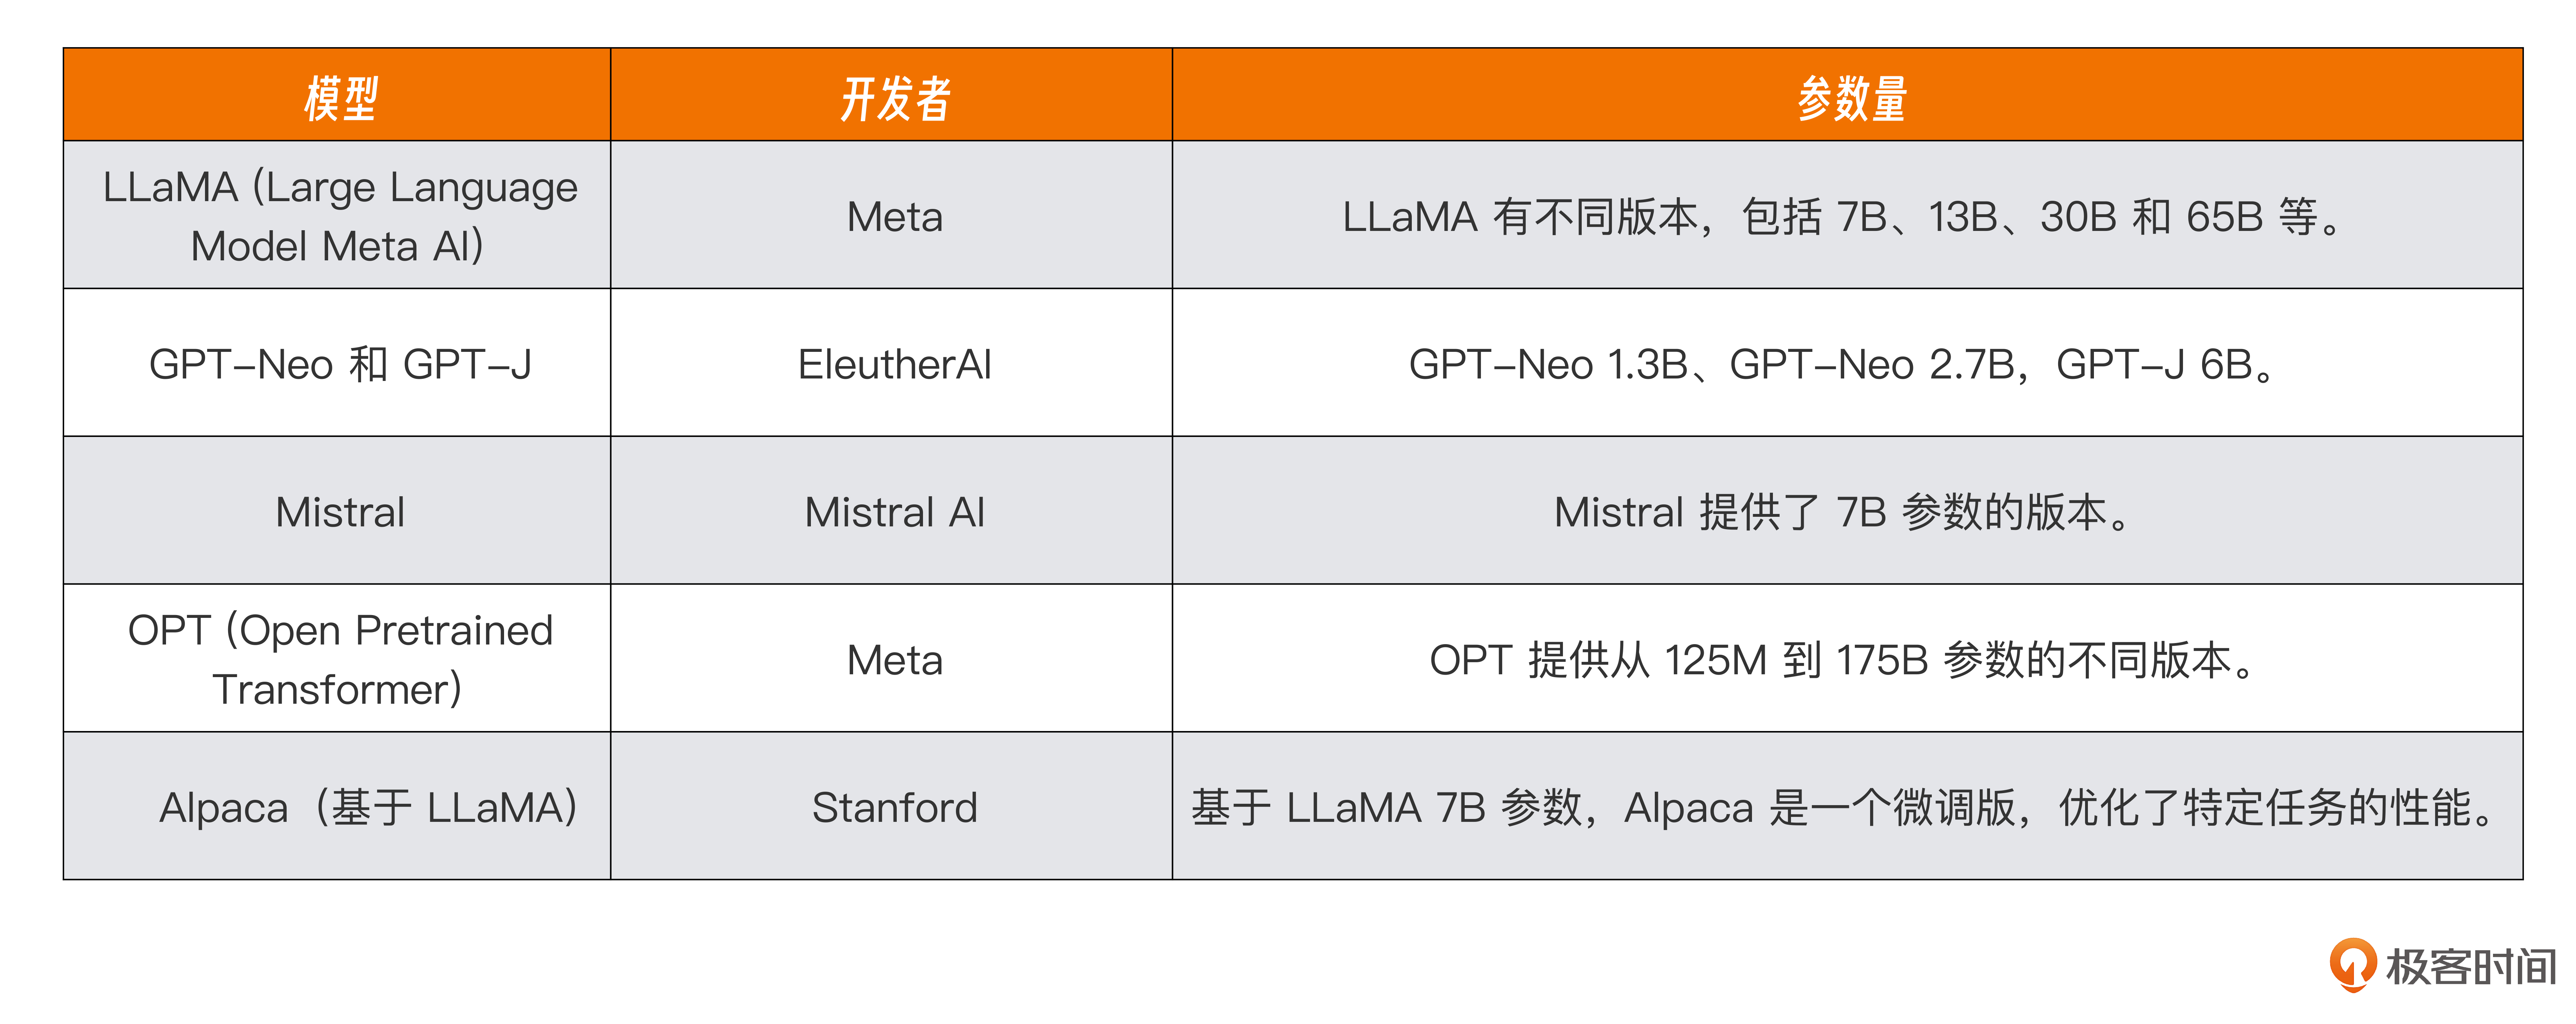 模型
开发者
参数量
LLaMA (Large Language
Model Meta AI)
Meta
LLaMA 有不同版本，包括 7B、13B、30B 和 65B 等。
GPT-Neo 和 GPT-J
EleutherAI
GPT-Neo 1.3B、GPT-Neo 2.7B，GPT-J 6B。
Mistral
Mistral AI
Mistral 提供了 7B 参数的版本。
OPT (Open Pretrained
Transformer)
Meta
OPT 提供从 125M 到 175B 参数的不同版本。
Alpaca（基于 LLaMA）
Stanford
基于 LLaMA 7B 参数，Alpaca 是一个微调版，优化了特定任务的性能。
极客时间